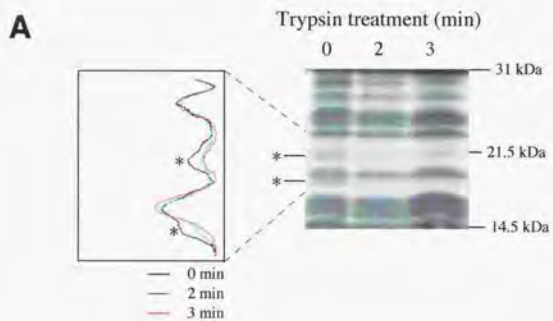 A
Trypsin treatment (min)
0 2 3
31 kDa
* 21.5 kDa
*
14.5 kDa
*
*
0 min
2 min
3 min